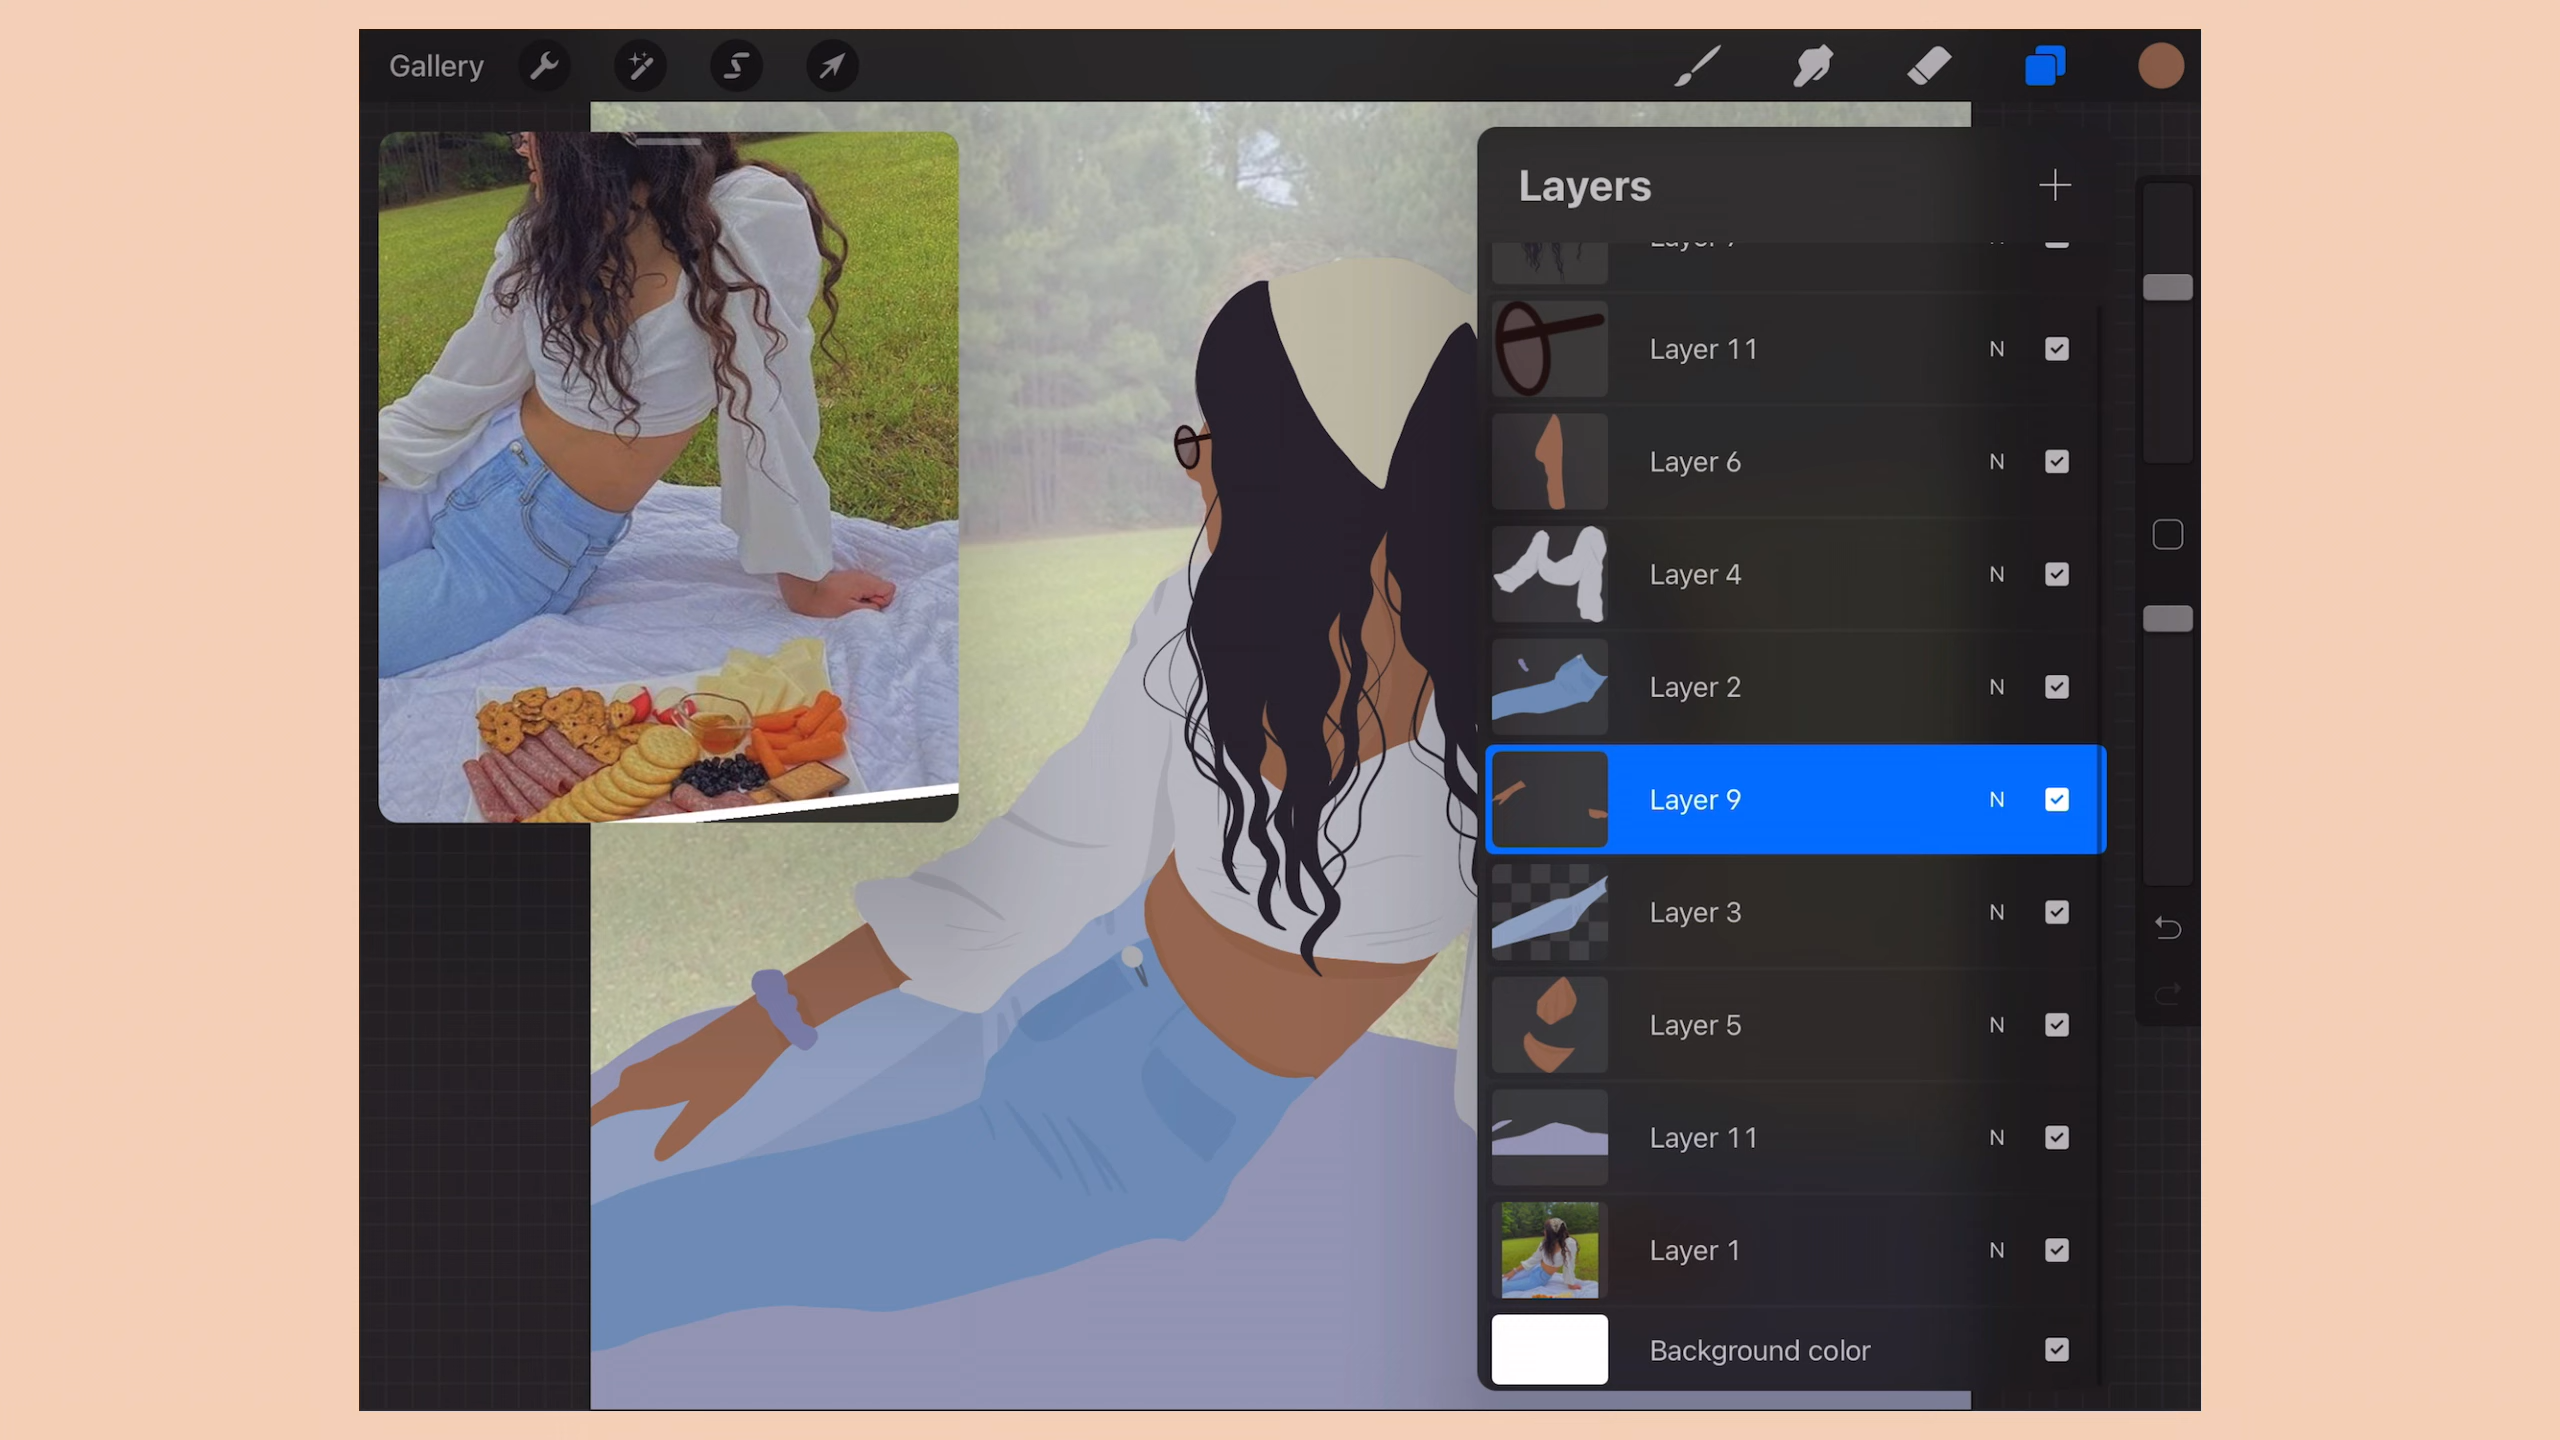 Gallery
Layers
Layer 11 N
Layer 6 N
Layer 4 N
Layer 2 N
Layer 9 N
Layer 3 N
Layer 5 N
Layer 11 N
Layer 1 N
Background color